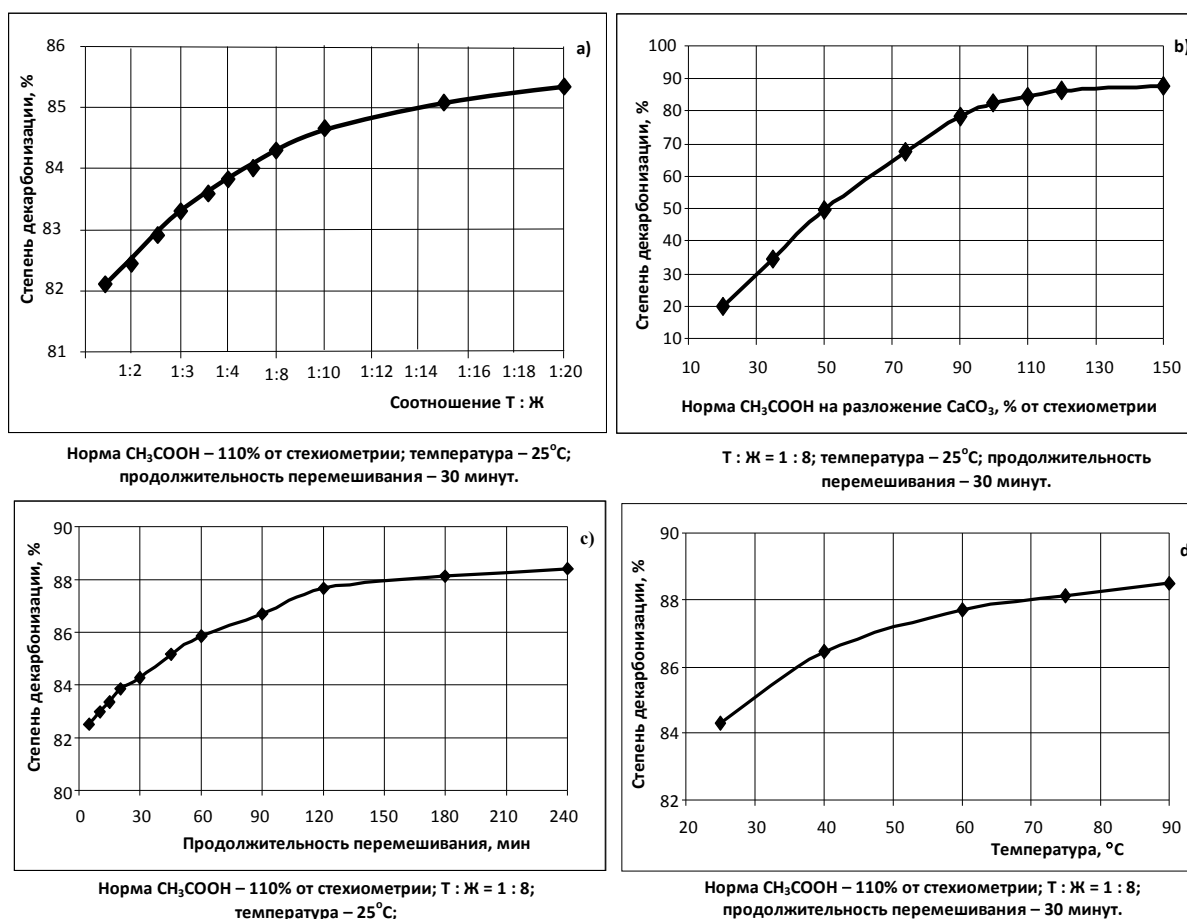 a)
Степень декарбонизации, %
86
85
84
83
82
81
1:2 1:3 1:4 1:8 1:10 1:12 1:14 1:16 1:18 1:20
Соотношение Т : Ж
Норма CH₃COOH – 110% от стехиометрии; температура – 25°С;
продолжительность перемешивания – 30 минут.
b)
Степень декарбонизации, %
100
90
80
70
60
50
40
30
20
10
10 30 50 70 90 110 130 150
Норма CH₃COOH на разложение CaCO₃, % от стехиометрии
Т : Ж = 1 : 8; температура – 25°С; продолжительность
перемешивания – 30 минут.
c)
Степень декарбонизации, %
90
88
86
84
82
80
0 30 60 90 120 150 180 210 240
Продолжительность перемешивания, мин
Норма CH₃COOH – 110% от стехиометрии; Т : Ж = 1 : 8;
температура – 25°С;
d
Степень декарбонизации, %
90
88
86
84
82
20 30 40 50 60 70 80 90
Температура, °С
Норма CH₃COOH – 110% от стехиометрии; Т : Ж = 1 : 8;
продолжительность перемешивания – 30 минут.